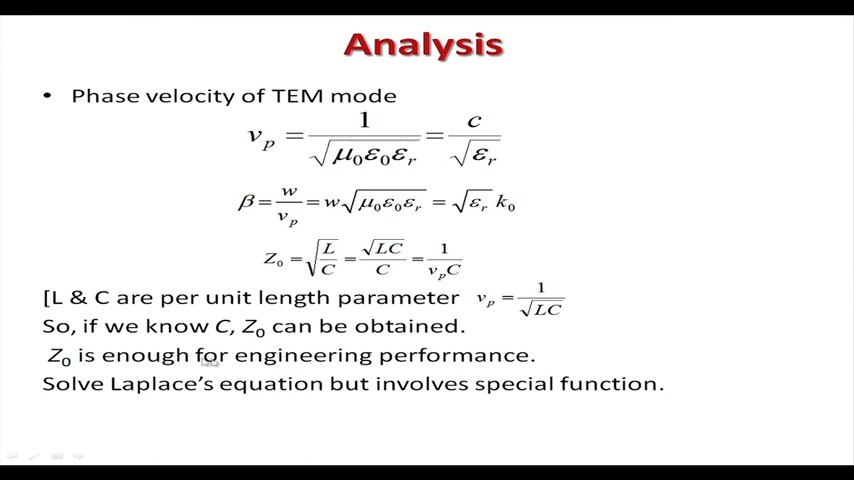 Analysis
• Phase velocity of TEM mode
v_p = 1 / √(μ₀ε₀ε_r) = c / √ε_r
β = w / v_p = w√(μ₀ε₀ε_r) = √ε_r k₀
Z₀ = √(L/C) = √LC / C = 1 / (v_p C)
[L & C are per unit length parameter v_p = 1 / √LC
So, if we know C, Z₀ can be obtained.
Z₀ is enough for engineering performance.
Solve Laplace’s equation but involves special function.